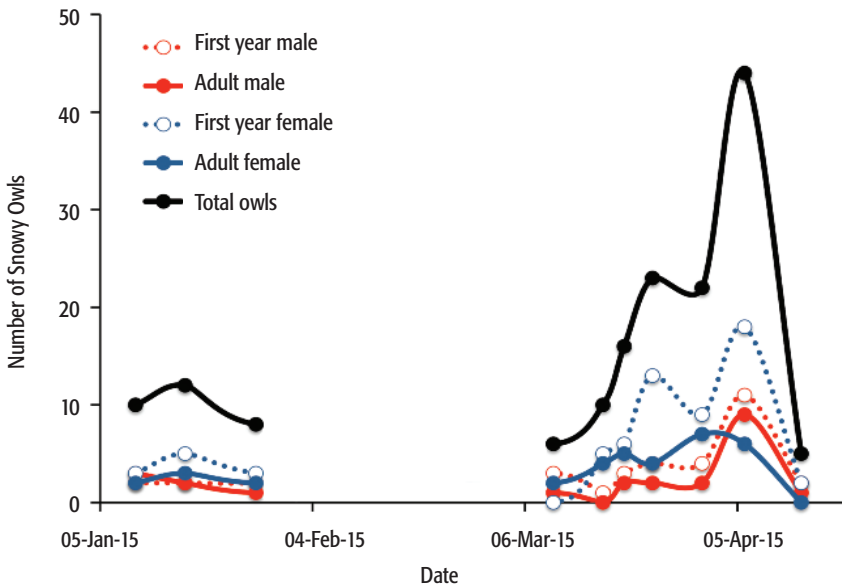 50
40
30
20
10
0
Number of Snowy Owls
First year male
Adult male
First year female
Adult female
Total owls
05-Jan-15
04-Feb-15
06-Mar-15
05-Apr-15
Date